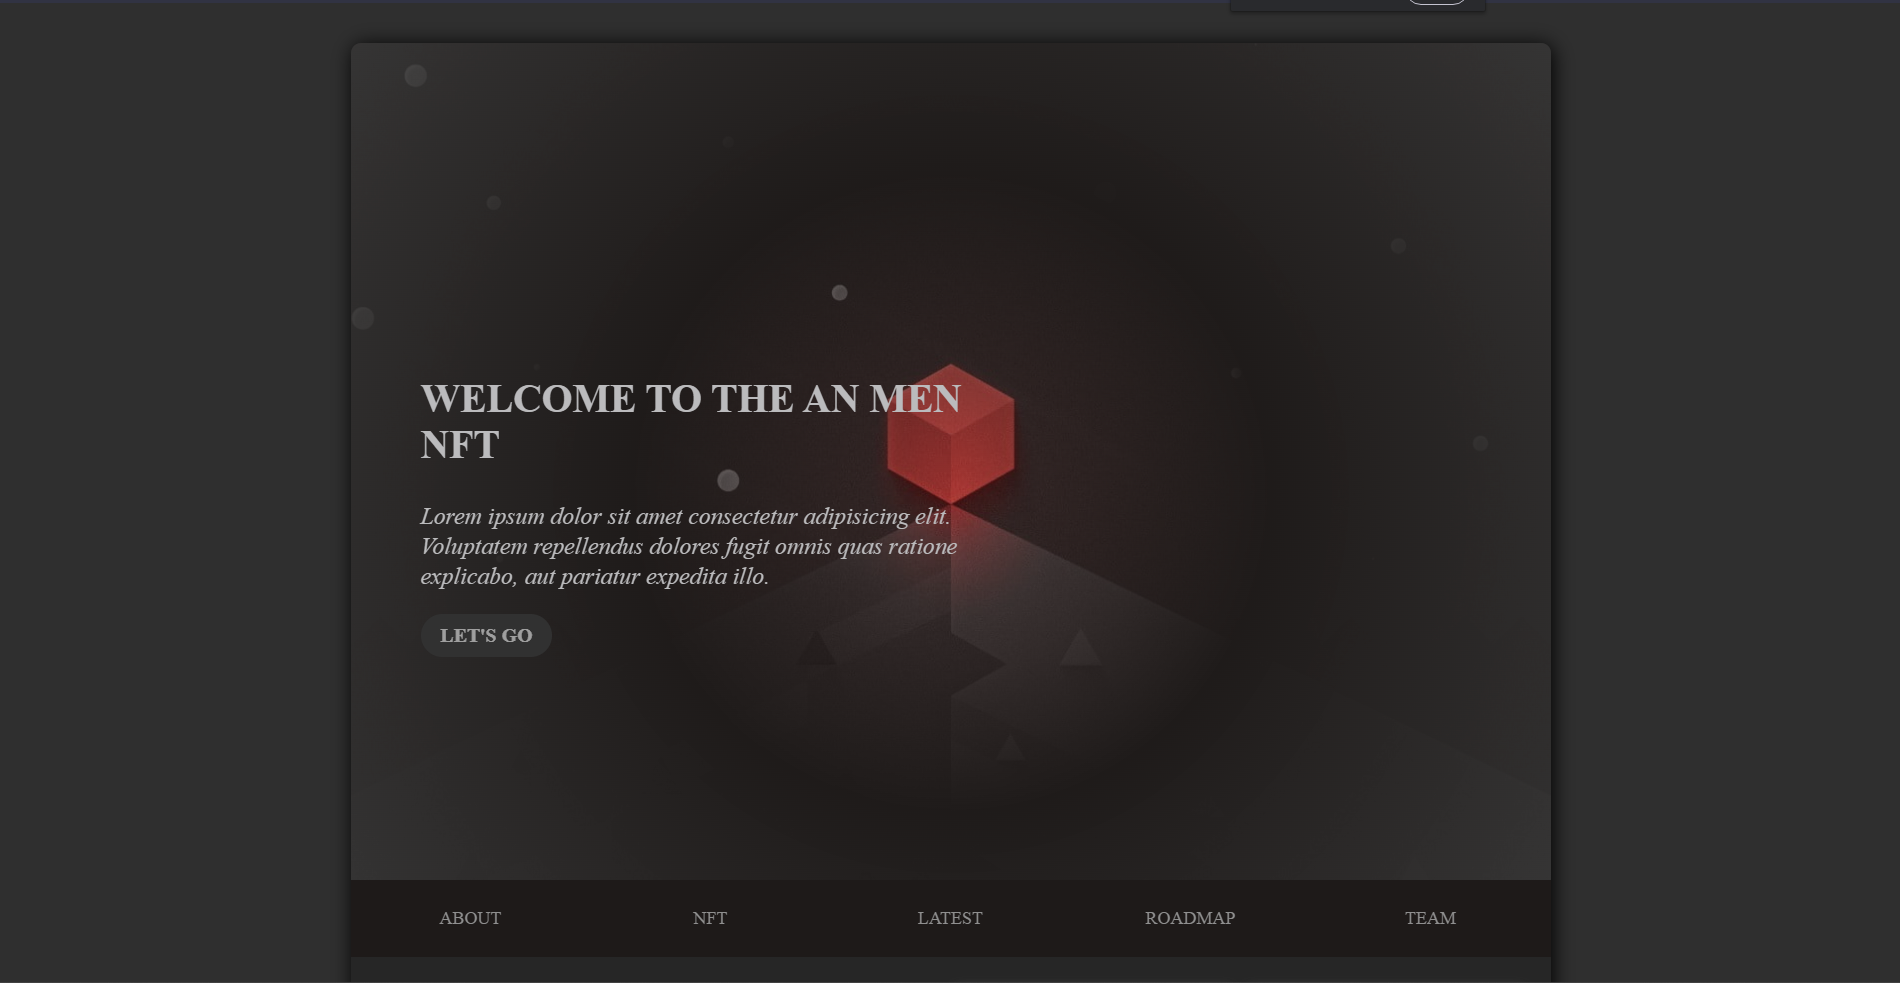 WELCOME TO THE AN MEN
NFT
Lorem ipsum dolor sit amet consectetur adipisicing elit.
Voluptatem repellendus dolores fugit omnis quas ratione
explicabo, aut pariatur expedita illo.
LET'S GO
ABOUT
NFT
LATEST
ROADMAP
TEAM